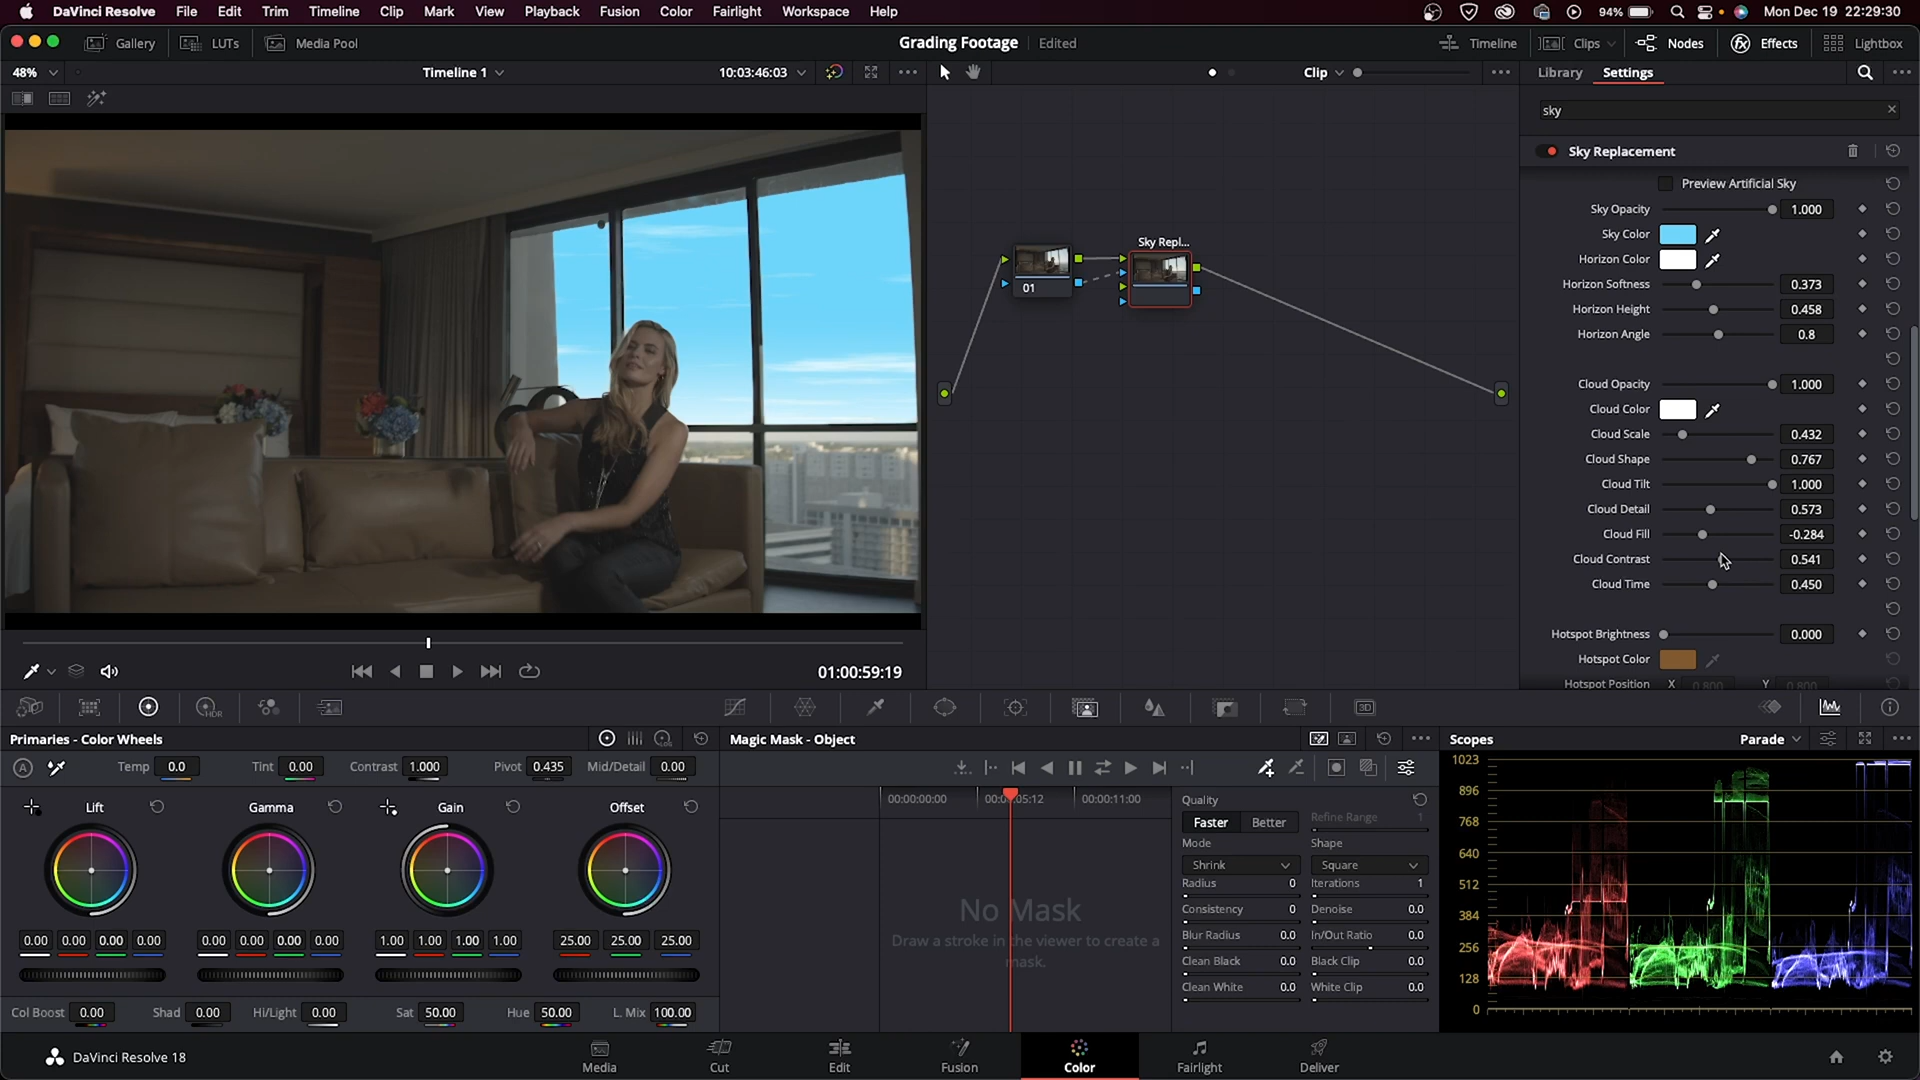 DaVinci Resolve File Edit Trim Timeline Clip Mark View Playback Fusion Color Fairlight Workspace Help 94% Mon Dec 19 22:29:30
Gallery LUTs Media Pool Grading Footage Edited Timeline Clips Nodes Effects Lightbox
48% Timeline 1 10:03:46:03 Clip Library Settings
sky
Sky Replacement
Preview Artificial Sky
Sky Opacity 1.000
Sky Color
Horizon Color
Horizon Softness 0.373
Horizon Height 0.458
Horizon Angle 0.8
Cloud Opacity 1.000
Cloud Color
Cloud Scale 0.432
Cloud Shape 0.767
Cloud Tilt 1.000
Cloud Detail 0.573
Cloud Fill -0.284
Cloud Contrast 0.541
Cloud Time 0.450
Hotspot Brightness 0.000
Hotspot Color
Hotspot Position X 0.800 Y 0.800
Sky Repl...
01
01:00:59:19
HDR
3D
Primaries - Color Wheels
Temp 0.0 Tint 0.00 Contrast 1.000 Pivot 0.435 Mid/Detail 0.00
Lift Gamma Gain Offset
0.00 0.00 0.00 0.00 0.00 0.00 0.00 0.00 1.00 1.00 1.00 1.00 25.00 25.00 25.00
Col Boost 0.00 Shad 0.00 Hi/Light 0.00 Sat 50.00 Hue 50.00 L. Mix 100.00
Magic Mask - Object
00:00:00:00 00:00:05:12 00:00:11:00
No Mask
Draw a stroke in the viewer to create a
mask.
Quality
Faster Better Refine Range 1
Mode Shape
Shrink Square
Radius 0 Iterations 1
Consistency 0 Denoise 0.0
Blur Radius 0.0 In/Out Ratio 0.0
Clean Black 0.0 Black Clip 0.0
Clean White 0.0 White Clip 0.0
Scopes Parade
1023
896
768
640
512
384
256
128
0
DaVinci Resolve 18 Media Cut Edit Fusion Color Fairlight Deliver